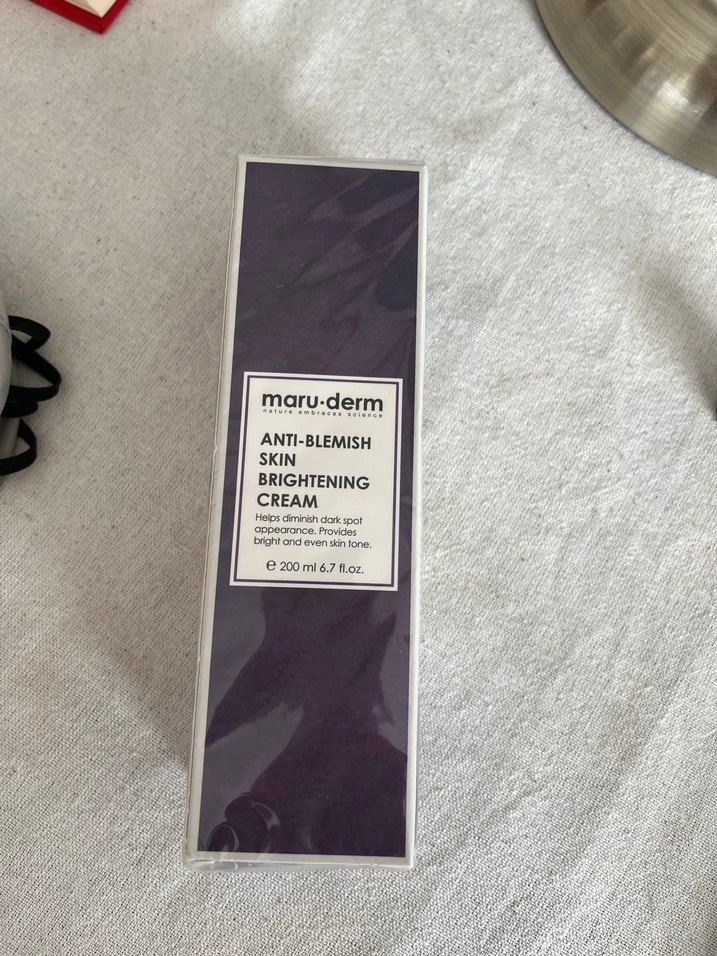 maru·derm
nature embraces science
ANTI-BLEMISH
SKIN
BRIGHTENING
CREAM
Helps diminish dark spot
appearance. Provides
bright and even skin tone.
℮ 200 ml 6.7 fl.oz.